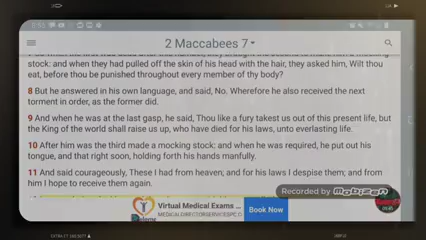 2 Maccabees 7
stock: and when they had pulled off the skin of his head with the hair, they asked him, Wilt thou
eat, before thou be punished throughout every member of thy body?
8 But he answered in his own language, and said, No. Wherefore he also received the next
torment in order, as the former did.
9 And when he was at the last gasp, he said, Thou like a fury takest us out of this present life, but
the King of the world shall raise us up, who have died for his laws, unto everlasting life.
10 After him was the third made a mocking stock: and when he was required, he put out his
tongue, and that right soon, holding forth his hands manfully.
11 And said courageously, These I had from heaven; and for his laws I despise them; and from
him I hope to receive them again.
Recorded by MOBIZEN
Virtual Medical Exams
Book Now